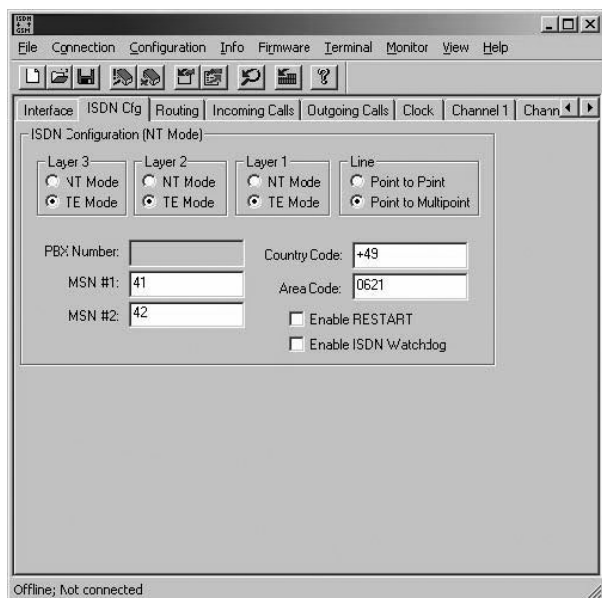 ISDN
GSM
File Connection Configuration Info Firmware Terminal Monitor View Help
Interface ISDN Cfg Routing Incoming Calls Outgoing Calls Clock Channel 1 Chann
ISDN Configuration (NT Mode)
Layer 3 Layer 2 Layer 1 Line
NT Mode NT Mode NT Mode Point to Point
TE Mode TE Mode TE Mode Point to Multipoint
PBX Number: Country Code: +49
MSN #1: 41 Area Code: 0621
MSN #2: 42 Enable RESTART
Enable ISDN Watchdog
Offline; Not connected